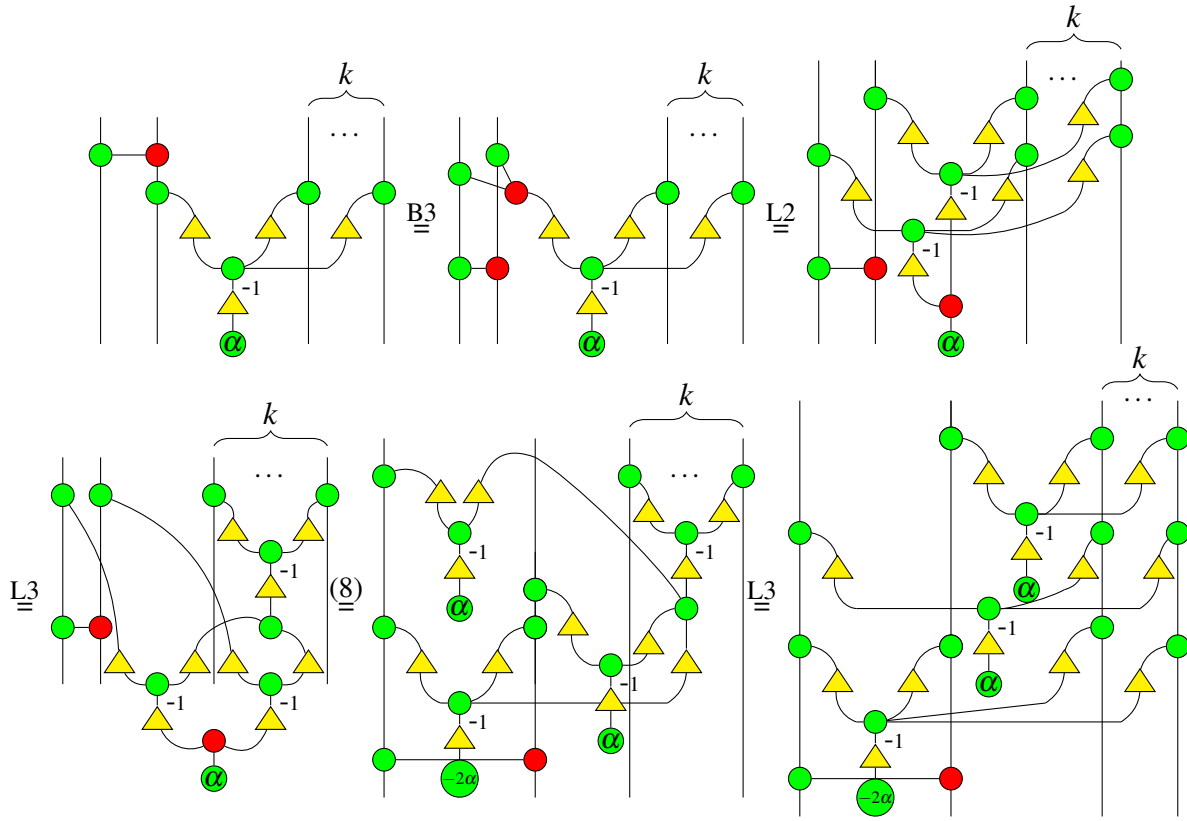 k k k
... ... ...
B3
= L2
=
-1 -1 -1
-1
α α α
k k k
... ... ...
L3
= (8)
= L3
=
-1 -1 -1
α α
-1 -1 -1 -1
α
-1 -1
α α
−2α −2α